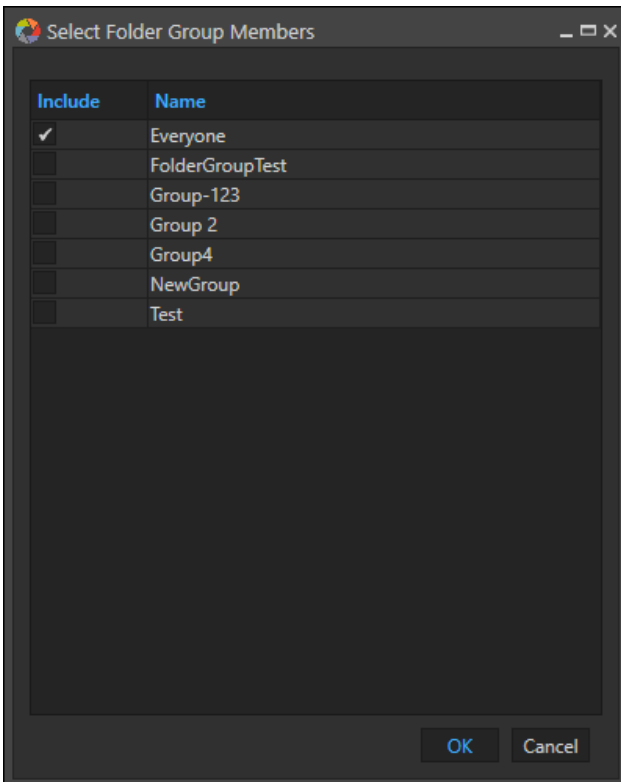 Select Folder Group Members
Include Name
Everyone
FolderGroupTest
Group-123
Group 2
Group4
NewGroup
Test
OK Cancel